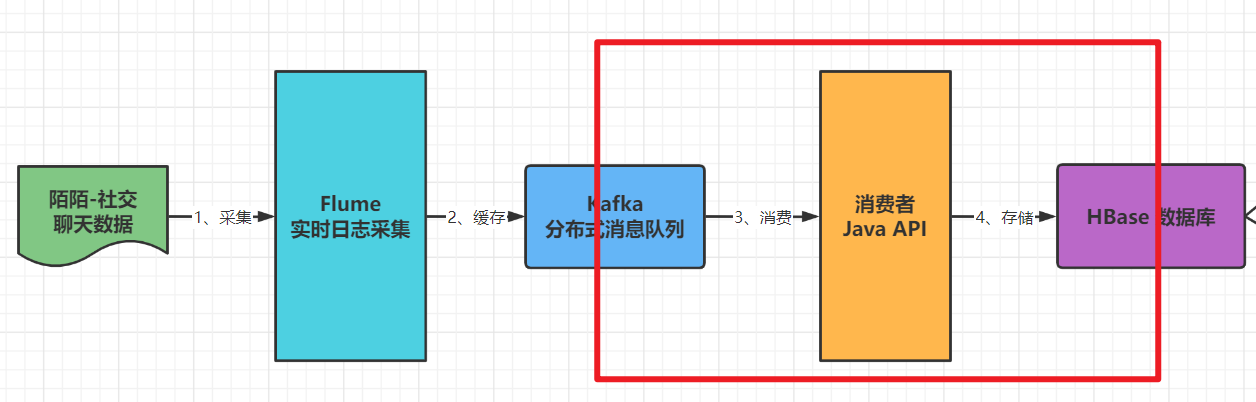 陌陌-社交
聊天数据
1、采集
Flume
实时日志采集
2、缓存
Kafka
分布式消息队列
3、消费
消费者
Java API
4、存储
HBase 数据库